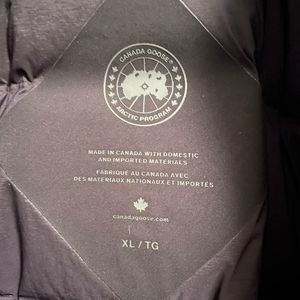 CANADA GOOSE®
ARCTIC PROGRAM
MADE IN CANADA WITH DOMESTIC
AND IMPORTED MATERIALS
FABRIQUÉ AU CANADA AVEC
DES MATÉRIAUX NATIONAUX ET IMPORTÉS
canadagoose.com
XL / TG